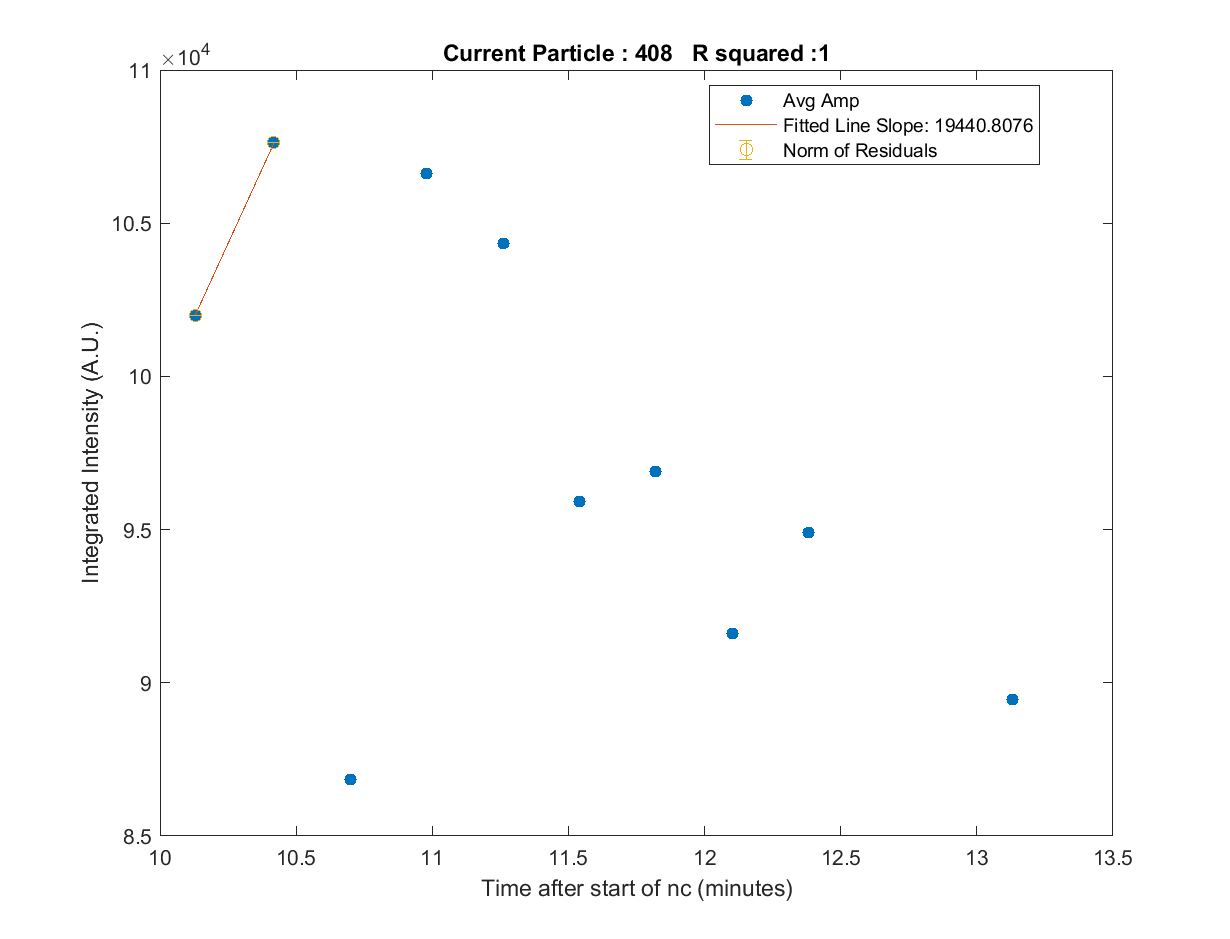 Current Particle : 408   R squared :1
×10^4
11
10.5
10
9.5
9
8.5
Integrated Intensity (A.U.)
Avg Amp
Fitted Line Slope: 19440.8076
Norm of Residuals
10 10.5 11 11.5 12 12.5 13 13.5
Time after start of nc (minutes)